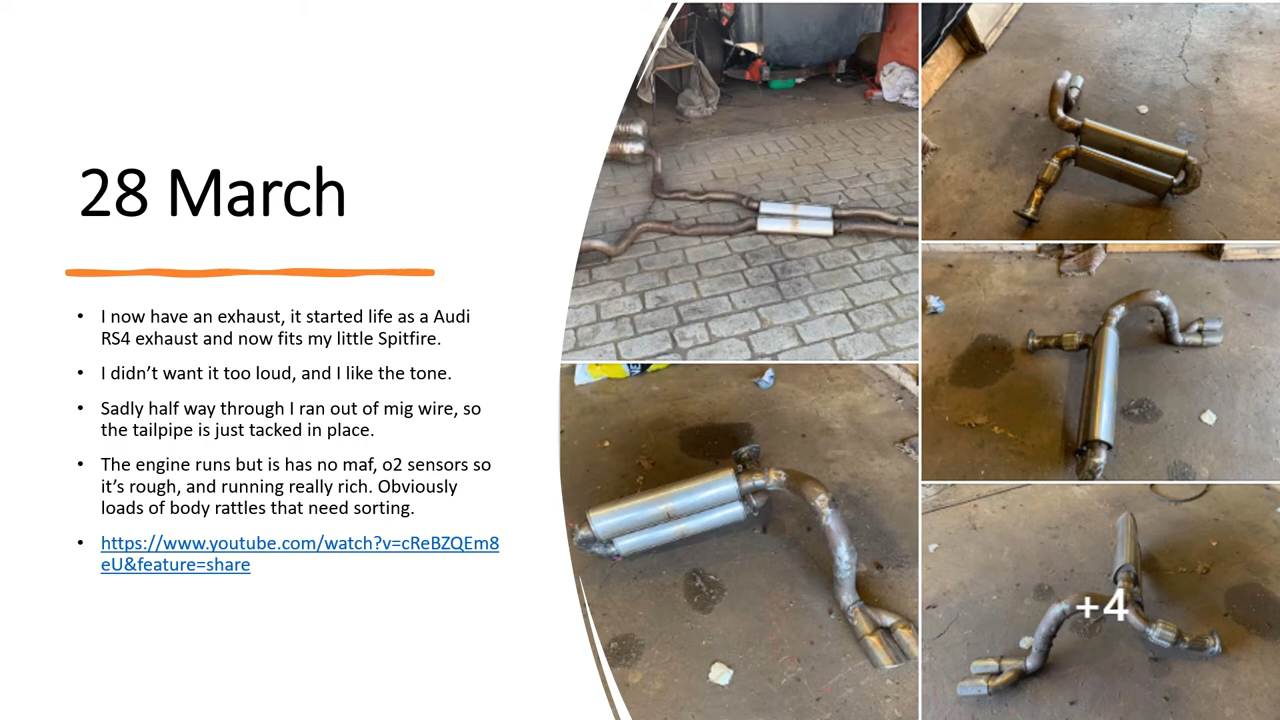 28 March
• I now have an exhaust, it started life as a Audi
RS4 exhaust and now fits my little Spitfire.
• I didn’t want it too loud, and I like the tone.
• Sadly half way through I ran out of mig wire, so
the tailpipe is just tacked in place.
• The engine runs but is has no maf, o2 sensors so
it’s rough, and running really rich. Obviously
loads of body rattles that need sorting.
• https://www.youtube.com/watch?v=cReBZQEm8
eU&feature=share
+4